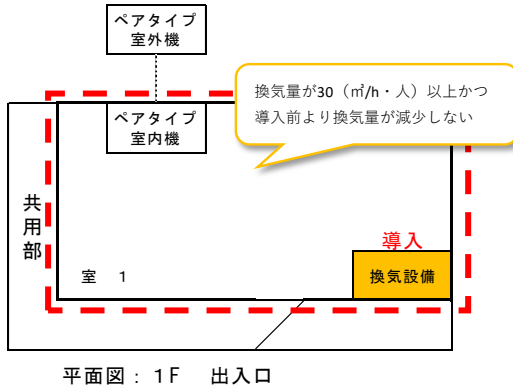 ペアタイプ
室外機
換気量が30（㎥/h・人）以上かつ
導入前より換気量が減少しない
ペアタイプ
室内機
共用部
導入
室　1
換気設備
平面図：1F　出入口